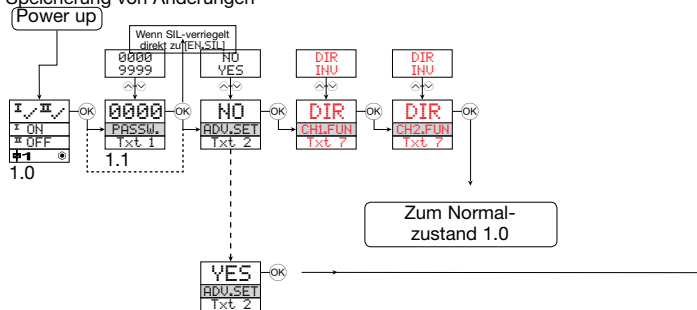 Speicherung von Änderungen
Power up
Wenn SIL-verriegelt
direkt zu [EN.SIL]
0000
9999
NO
YES
DIR
INV
DIR
INV
I / II /
I ON
II OFF
1
1.0
OK
0000
PASSW.
Txt 1
1.1
OK
NO
ADV.SET
Txt 2
OK
DIR
CH1.FUN
Txt 7
OK
DIR
CH2.FUN
Txt 7
OK
Zum Normal-
zustand 1.0
YES
ADV.SET
Txt 2
OK